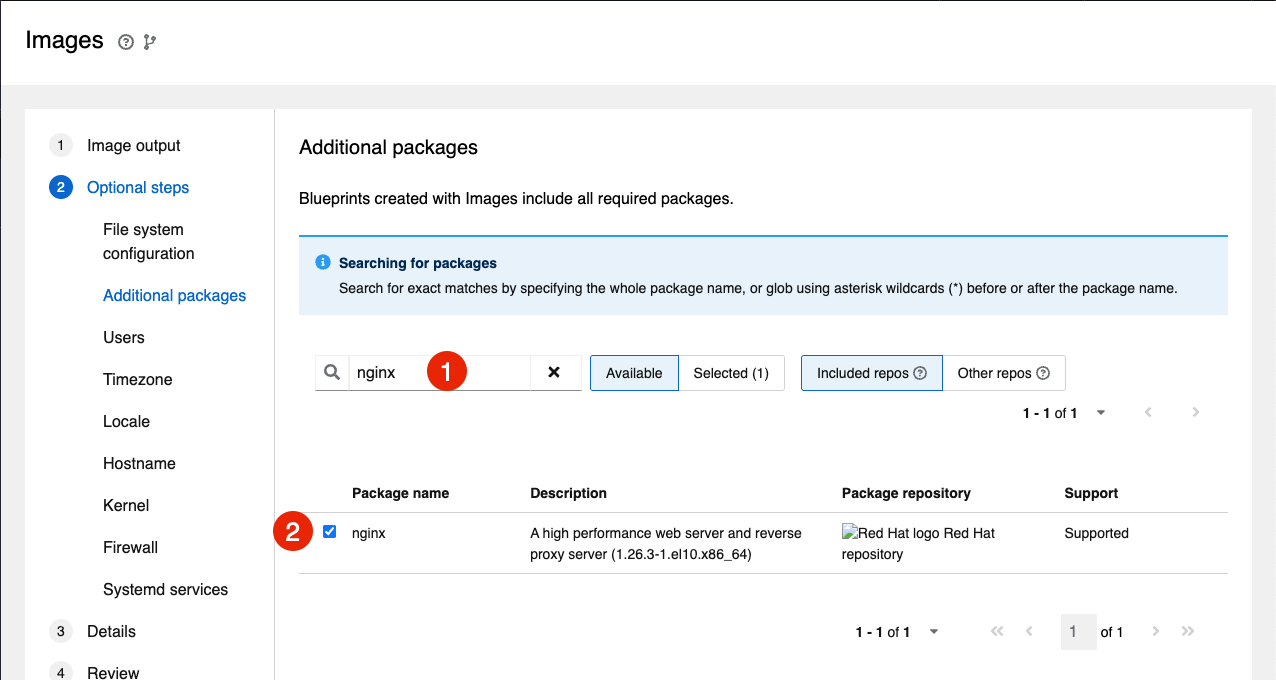 Images
1 Image output
2 Optional steps
File system
configuration
Additional packages
Users
Timezone
Locale
Hostname
Kernel
Firewall
Systemd services
3 Details
4 Review
Additional packages
Blueprints created with Images include all required packages.
Searching for packages
Search for exact matches by specifying the whole package name, or glob using asterisk wildcards (*) before or after the package name.
nginx 1 Available Selected (1) Included repos Other repos
1 - 1 of 1
Package name Description Package repository Support
2 nginx A high performance web server and reverse Red Hat logo Red Hat Supported
proxy server (1.26.3-1.el10.x86_64) repository
1 - 1 of 1 1 of 1